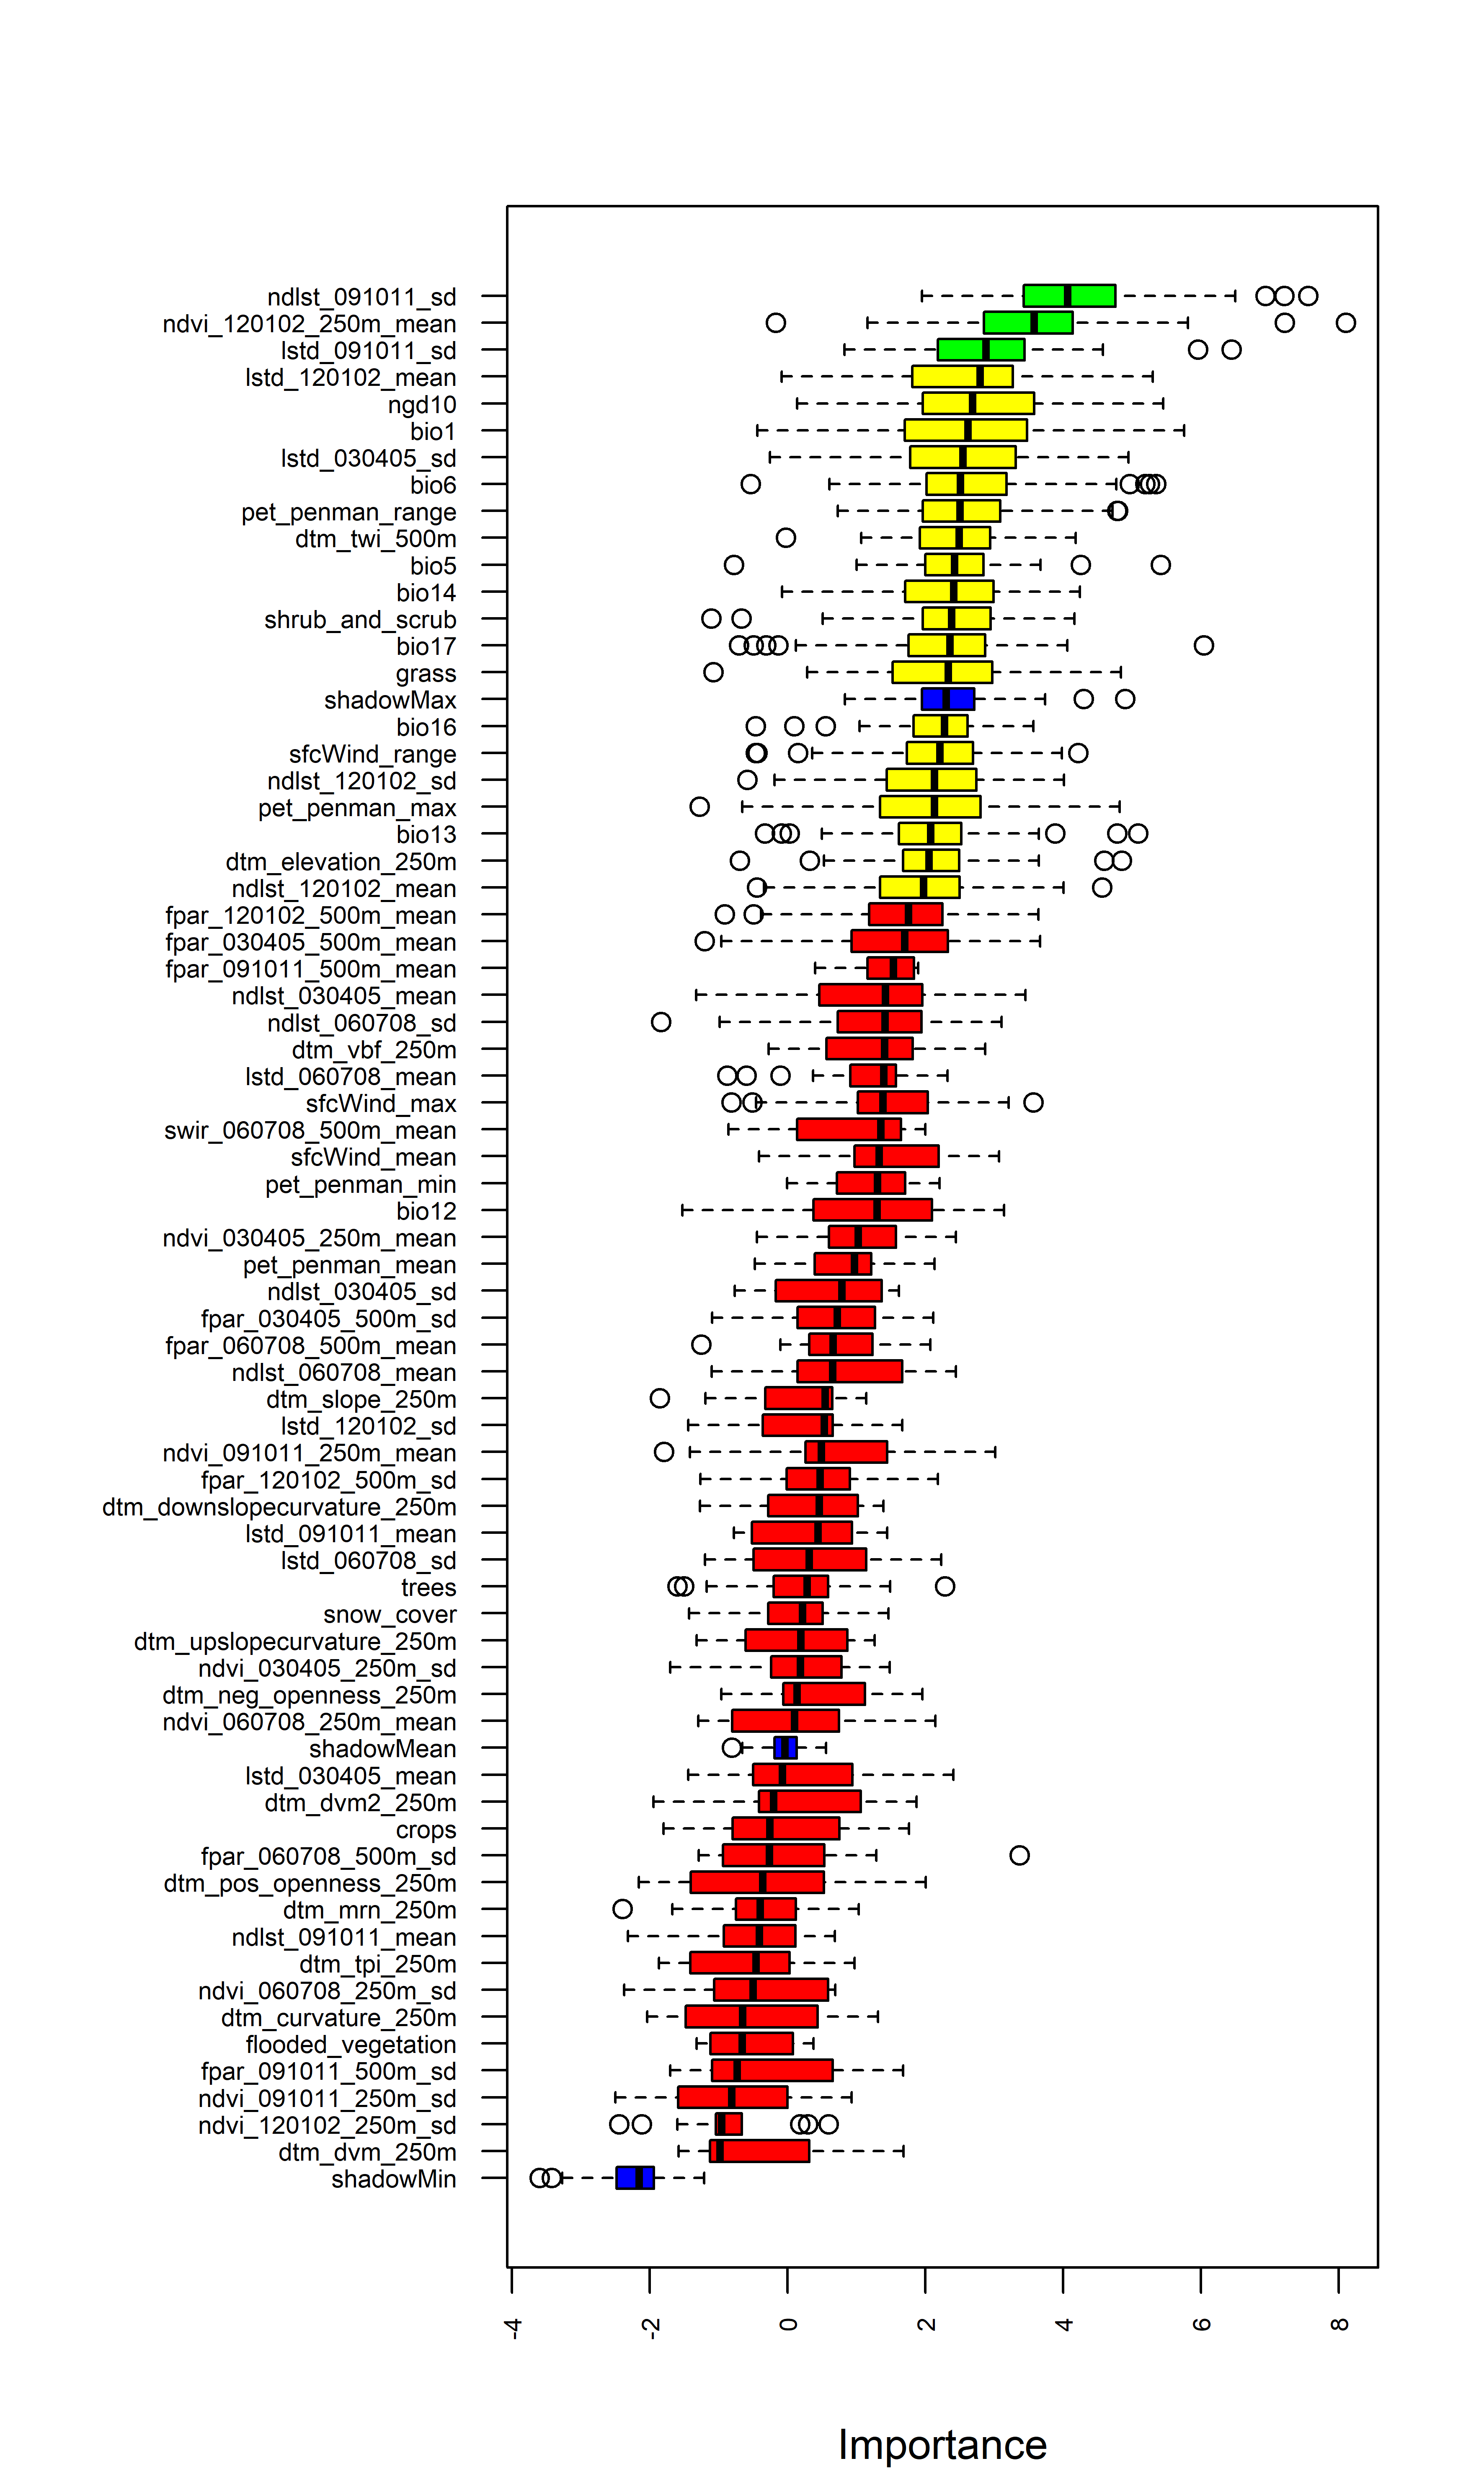 ndlst_091011_sd
ndvi_120102_250m_mean
lstd_091011_sd
lstd_120102_mean
ngd10
bio1
lstd_030405_sd
bio6
pet_penman_range
dtm_twi_500m
bio5
bio14
shrub_and_scrub
bio17
grass
shadowMax
bio16
sfcWind_range
ndlst_120102_sd
pet_penman_max
bio13
dtm_elevation_250m
ndlst_120102_mean
fpar_120102_500m_mean
fpar_030405_500m_mean
fpar_091011_500m_mean
ndlst_030405_mean
ndlst_060708_sd
dtm_vbf_250m
lstd_060708_mean
sfcWind_max
swir_060708_500m_mean
sfcWind_mean
pet_penman_min
bio12
ndvi_030405_250m_mean
pet_penman_mean
ndlst_030405_sd
fpar_030405_500m_sd
fpar_060708_500m_mean
ndlst_060708_mean
dtm_slope_250m
lstd_120102_sd
ndvi_091011_250m_mean
fpar_120102_500m_sd
dtm_downslopecurvature_250m
lstd_091011_mean
lstd_060708_sd
trees
snow_cover
dtm_upslopecurvature_250m
ndvi_030405_250m_sd
dtm_neg_openness_250m
ndvi_060708_250m_mean
shadowMean
lstd_030405_mean
dtm_dvm2_250m
crops
fpar_060708_500m_sd
dtm_pos_openness_250m
dtm_mrn_250m
ndlst_091011_mean
dtm_tpi_250m
ndvi_060708_250m_sd
dtm_curvature_250m
flooded_vegetation
fpar_091011_500m_sd
ndvi_091011_250m_sd
ndvi_120102_250m_sd
dtm_dvm_250m
shadowMin
-4 -2 0 2 4 6 8
Importance